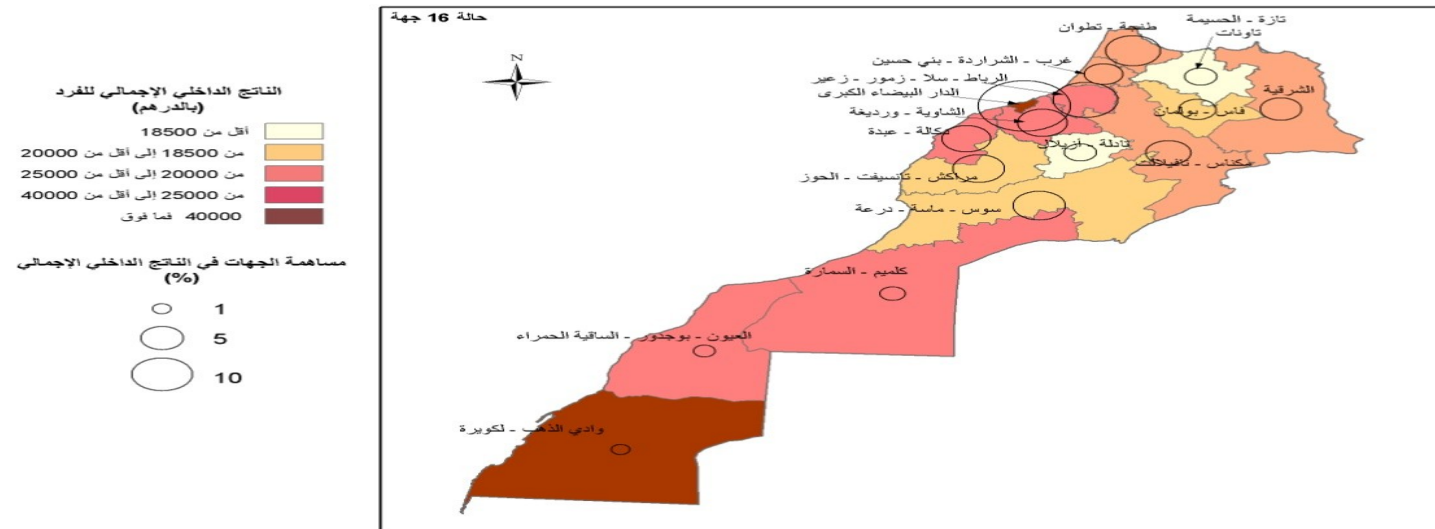 حالة 16 جهة
N
الناتج الداخلي الإجمالي للفرد
(بالدرهم)
أقل من 18500
من 18500 إلى أقل من 20000
من 20000 إلى أقل من 25000
من 25000 إلى أقل من 40000
40000 فما فوق
مساهمة الجهات في الناتج الداخلي الإجمالي
(%)
1
5
10
تازة - الحسيمة
تاونات
طنجة - تطوان
غرب - الشراردة - بني حسين
الرباط - سلا - زمور - زعير
الدار البيضاء الكبرى
الشاوية - ورديغة
دكالة - عبدة
الشرقية
فاس - بولمان
تادلة - ازيلال
مكناس - تافيلالت
مراكش - تانسيفت - الحوز
سوس - ماسة - درعة
كلميم - السمارة
العيون - بوجدور - الساقية الحمراء
وادي الذهب - لكويرة